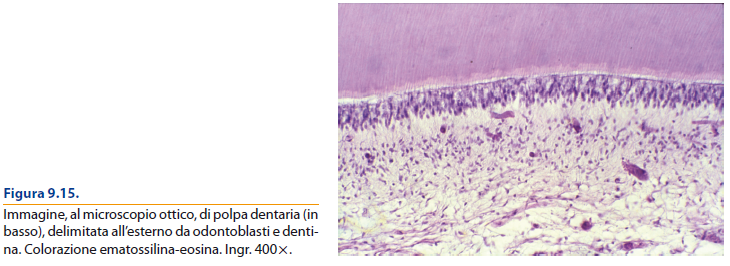 Figura 9.15.
Immagine, al microscopio ottico, di polpa dentaria (in
basso), delimitata all'esterno da odontoblasti e denti-
na. Colorazione ematossilina-eosina. Ingr. 400×.